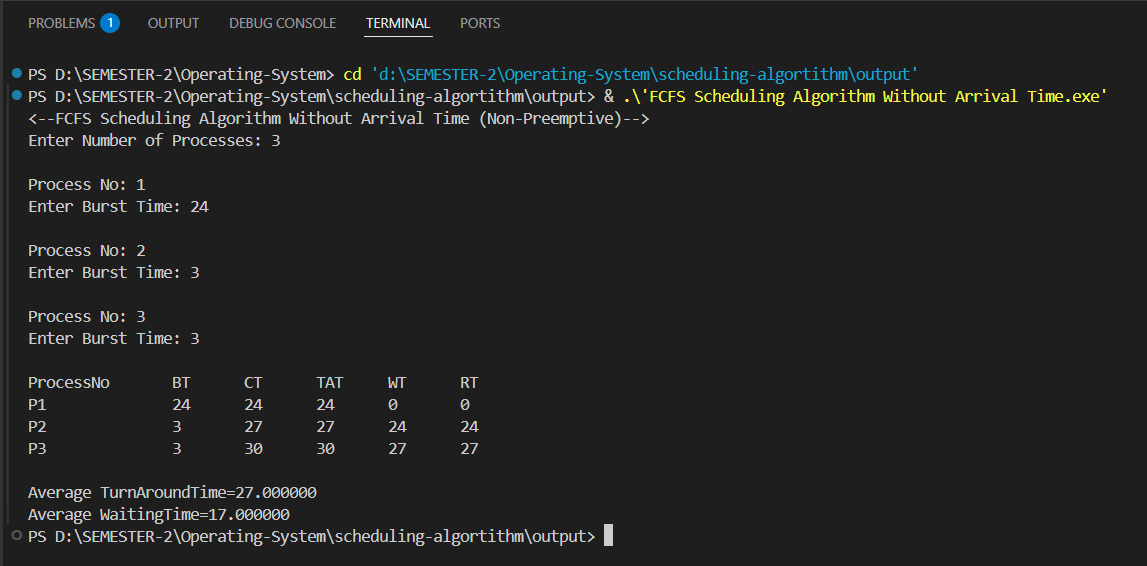 PROBLEMS 1 OUTPUT DEBUG CONSOLE TERMINAL PORTS
PS D:\SEMESTER-2\Operating-System> cd 'd:\SEMESTER-2\Operating-System\scheduling-algortithm\output'
PS D:\SEMESTER-2\Operating-System\scheduling-algortithm\output> & .\'FCFS Scheduling Algorithm Without Arrival Time.exe'
<--FCFS Scheduling Algorithm Without Arrival Time (Non-Preemptive)-->
Enter Number of Processes: 3
Process No: 1
Enter Burst Time: 24
Process No: 2
Enter Burst Time: 3
Process No: 3
Enter Burst Time: 3
ProcessNo BT CT TAT WT RT
P1 24 24 24 0 0
P2 3 27 27 24 24
P3 3 30 30 27 27
Average TurnAroundTime=27.000000
Average WaitingTime=17.000000
PS D:\SEMESTER-2\Operating-System\scheduling-algortithm\output>